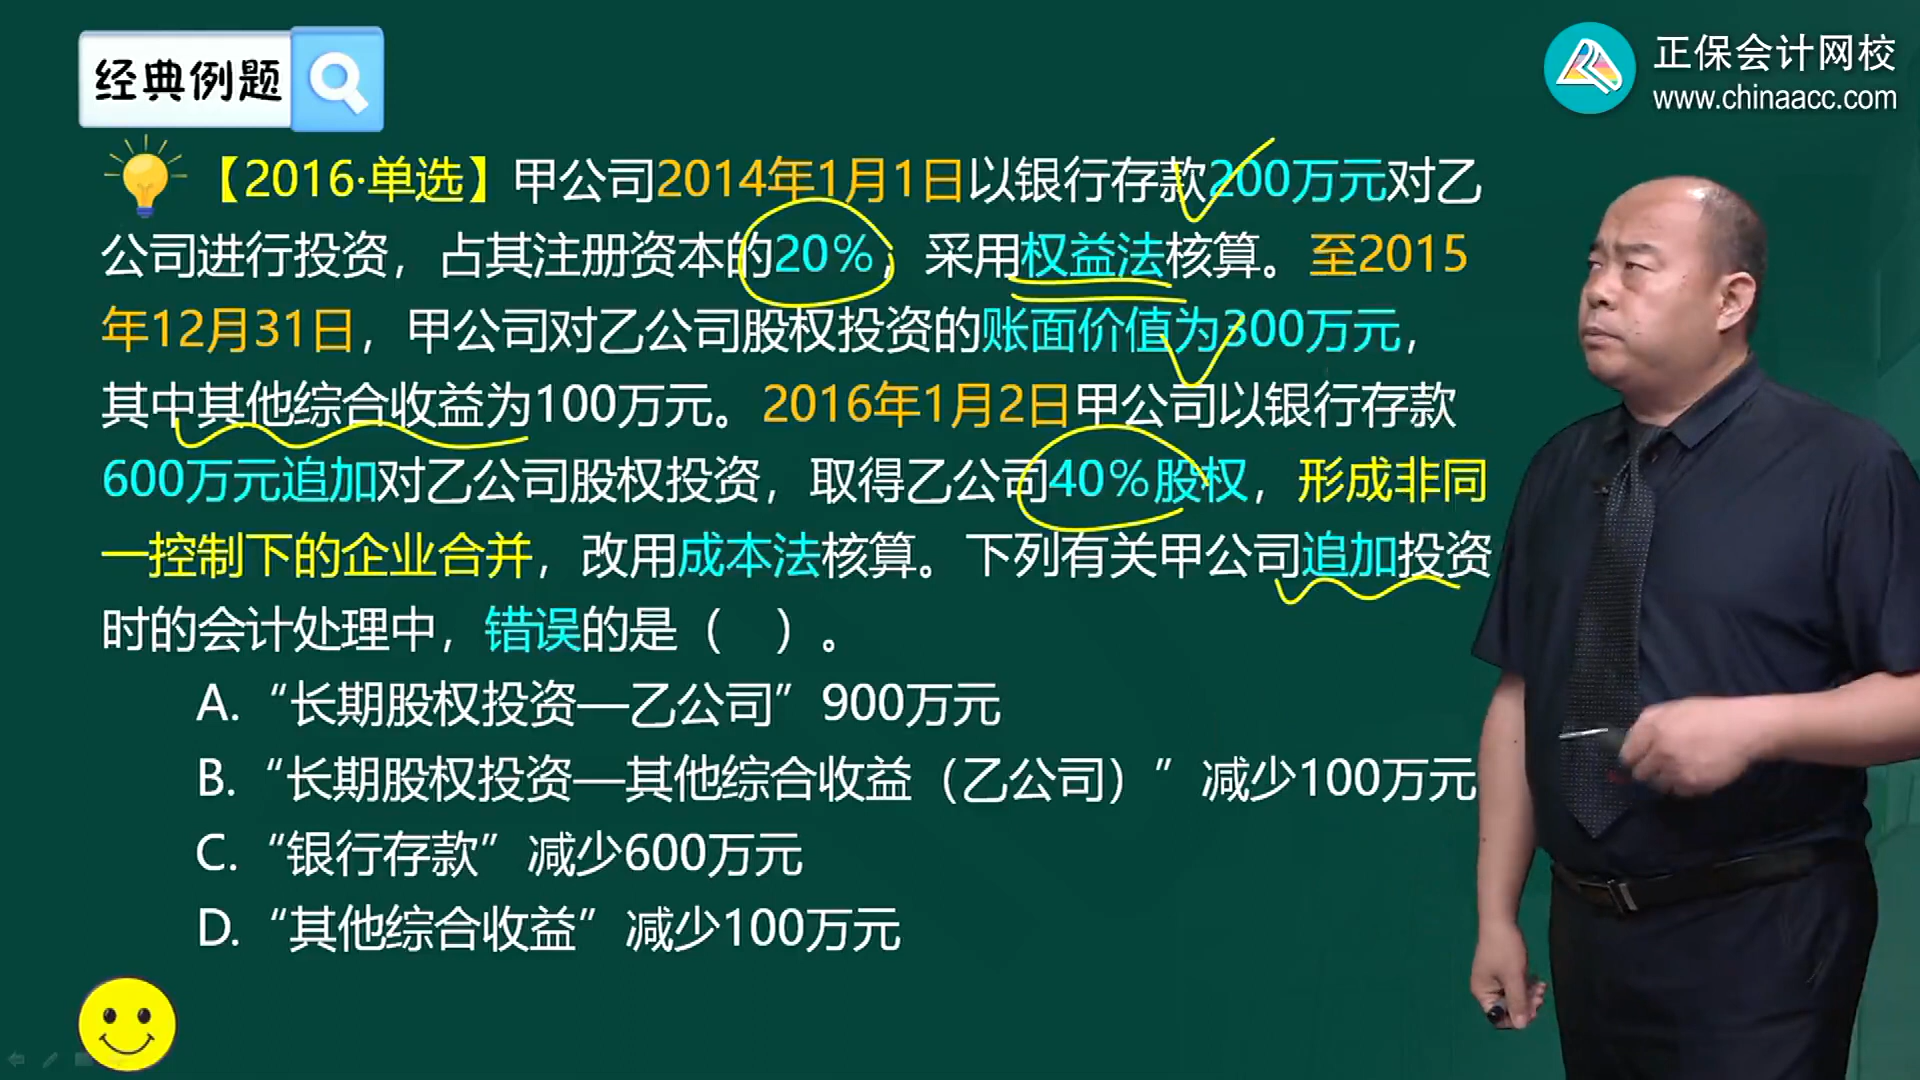 经典例题
正保会计网校
www.chinaacc.com
【2016·单选】甲公司2014年1月1日以银行存款200万元对乙
公司进行投资，占其注册资本的20%，采用权益法核算。至2015
年12月31日，甲公司对乙公司股权投资的账面价值为300万元，
其中其他综合收益为100万元。2016年1月2日甲公司以银行存款
600万元追加对乙公司股权投资，取得乙公司40%股权，形成非同
一控制下的企业合并，改用成本法核算。下列有关甲公司追加投资
时的会计处理中，错误的是（　）。
A.“长期股权投资—乙公司”900万元
B.“长期股权投资—其他综合收益（乙公司）”减少100万元
C.“银行存款”减少600万元
D.“其他综合收益”减少100万元